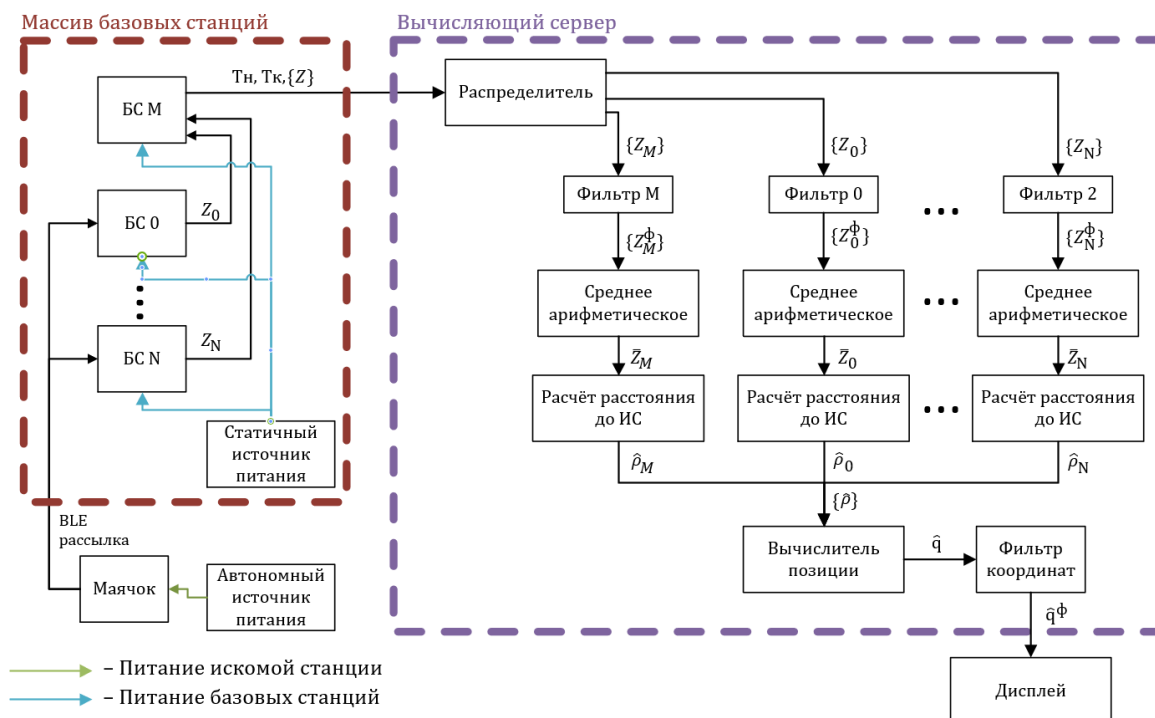 Массив базовых станций
Вычисляющий сервер
Тн, Тк,{Z}
БС M
Распределитель
{Z_M}
{Z_0}
{Z_N}
БС 0
Z_0
Фильтр M
Фильтр 0
Фильтр 2
...
{Z_M^ф}
{Z_0^ф}
{Z_N^ф}
Среднее
арифметическое
Среднее
арифметическое
...
Среднее
арифметическое
БС N
Z_N
Z̄_M
Z̄_0
Z̄_N
Расчёт расстояния
до ИС
Расчёт расстояния
до ИС
...
Расчёт расстояния
до ИС
Статичный
источник
питания
ρ̂_M
ρ̂_0
ρ̂_N
{ρ̂}
BLE
рассылка
Вычислитель
позиции
q̂
Фильтр
координат
Маячок
Автономный
источник
питания
q̂^ф
– Питание искомой станции
– Питание базовых станций
Дисплей